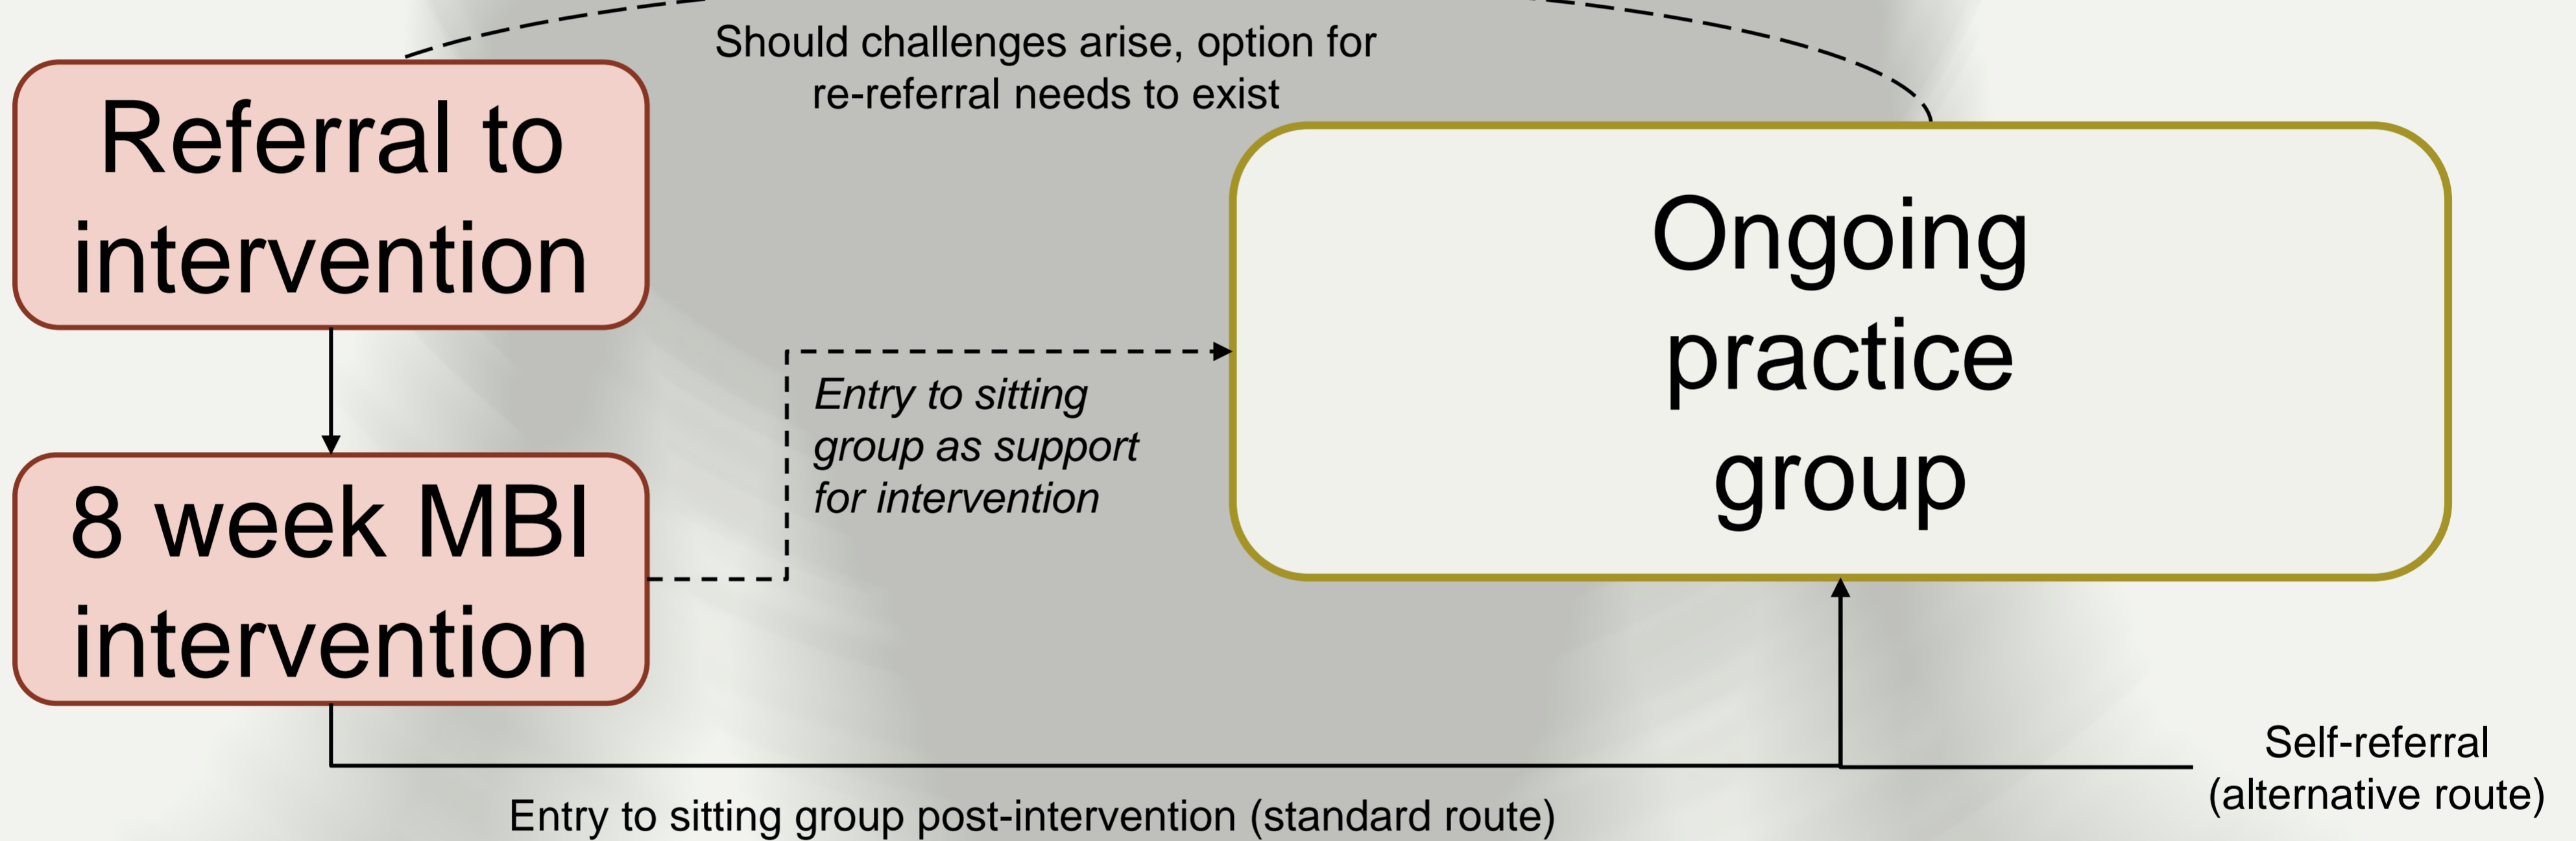 Should challenges arise, option for
re-referral needs to exist
Referral to
intervention
Ongoing
practice
group
Entry to sitting
group as support
for intervention
8 week MBI
intervention
Self-referral
(alternative route)
Entry to sitting group post-intervention (standard route)